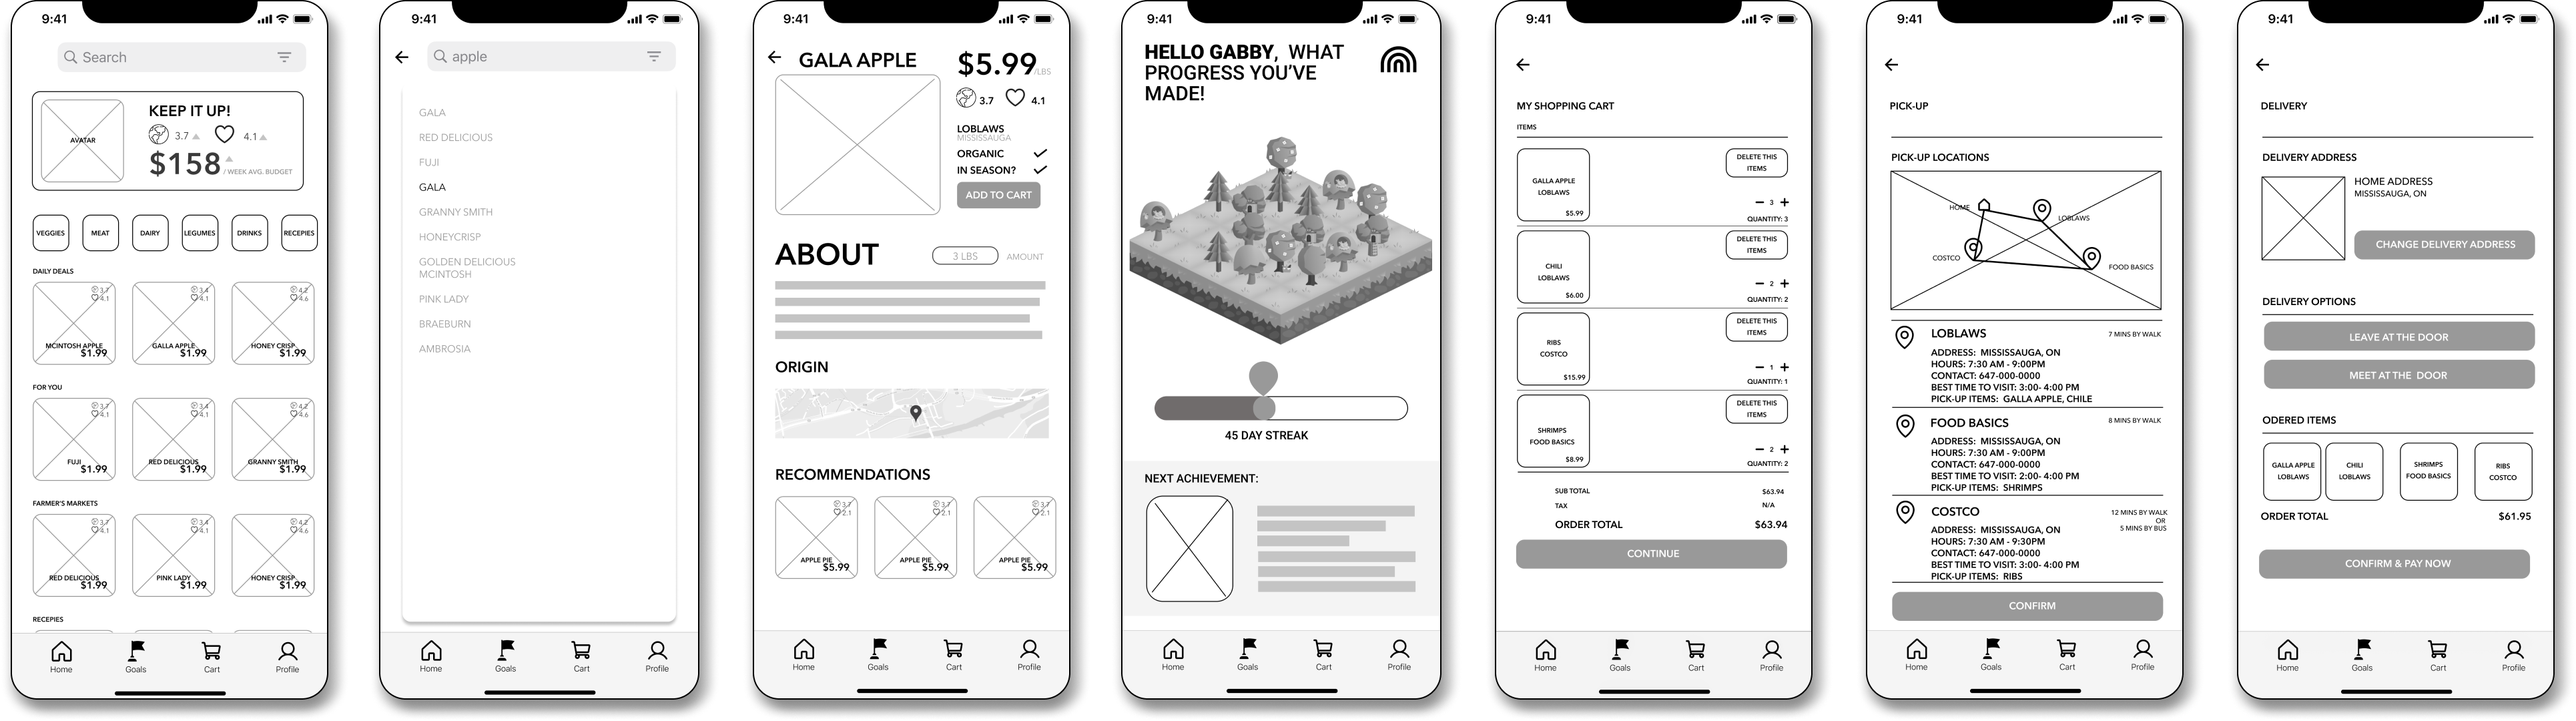 9:41
Search
KEEP IT UP!
AVATAR
3.7
4.1
$158
/ WEEK AVG. BUDGET
VEGGIES
MEAT
DAIRY
LEGUMES
DRINKS
RECEPIES
DAILY DEALS
3.7
4.1
MCINTOSH APPLE
$1.99
3.4
4.1
GALLA APPLE
$1.99
4.2
4.6
HONEY CRISP
$1.99
FOR YOU
3.7
4.1
FUJI
$1.99
3.4
4.1
RED DELICIOUS
$1.99
4.2
4.6
GRANNY SMITH
$1.99
FARMER'S MARKETS
3.7
4.1
RED DELICIOUS
$1.99
3.4
4.1
PINK LADY
$1.99
4.2
4.6
HONEY CRISP
$1.99
RECEPIES
Home
Goals
Cart
Profile
9:41
apple
GALA
RED DELICIOUS
FUJI
GALA
GRANNY SMITH
HONEYCRISP
GOLDEN DELICIOUS
MCINTOSH
PINK LADY
BRAEBURN
AMBROSIA
Home
Goals
Cart
Profile
9:41
GALA APPLE
$5.99/LBS
3.7
4.1
LOBLAWS
MISSISSAUGA
ORGANIC
IN SEASON?
ADD TO CART
ABOUT
3 LBS
AMOUNT
ORIGIN
RECOMMENDATIONS
3.7
2.1
APPLE PIE
$5.99
3.7
2.1
APPLE PIE
$5.99
3.7
2.1
APPLE PIE
$5.99
Home
Goals
Cart
Profile
9:41
HELLO GABBY, WHAT
PROGRESS YOU'VE
MADE!
45 DAY STREAK
NEXT ACHIEVEMENT:
Home
Goals
Cart
Profile
9:41
MY SHOPPING CART
ITEMS
GALLA APPLE
LOBLAWS
$5.99
DELETE THIS
ITEMS
3
QUANTITY: 3
CHILI
LOBLAWS
$6.00
DELETE THIS
ITEMS
2
QUANTITY: 2
RIBS
COSTCO
$15.99
DELETE THIS
ITEMS
1
QUANTITY: 1
SHRIMPS
FOOD BASICS
$8.99
DELETE THIS
ITEMS
2
QUANTITY: 2
SUB TOTAL
$63.94
TAX
N/A
ORDER TOTAL
$63.94
CONTINUE
Home
Goals
Cart
Profile
9:41
PICK-UP
PICK-UP LOCATIONS
HOME
LOBLAWS
COSTCO
FOOD BASICS
LOBLAWS
7 MINS BY WALK
ADDRESS: MISSISSAUGA, ON
HOURS: 7:30 AM - 9:00PM
CONTACT: 647-000-0000
BEST TIME TO VISIT: 3:00- 4:00 PM
PICK-UP ITEMS: GALLA APPLE, CHILE
FOOD BASICS
8 MINS BY WALK
ADDRESS: MISSISSAUGA, ON
HOURS: 7:30 AM - 9:00PM
CONTACT: 647-000-0000
BEST TIME TO VISIT: 2:00- 4:00 PM
PICK-UP ITEMS: SHRIMPS
COSTCO
12 MINS BY WALK
OR
5 MINS BY BUS
ADDRESS: MISSISSAUGA, ON
HOURS: 7:30 AM - 9:30PM
CONTACT: 647-000-0000
BEST TIME TO VISIT: 3:00- 4:00 PM
PICK-UP ITEMS: RIBS
CONFIRM
Home
Goals
Cart
Profile
9:41
DELIVERY
DELIVERY ADDRESS
HOME ADDRESS
MISSISSAUGA, ON
CHANGE DELIVERY ADDRESS
DELIVERY OPTIONS
LEAVE AT THE DOOR
MEET AT THE DOOR
ODERED ITEMS
GALLA APPLE
LOBLAWS
CHILI
LOBLAWS
SHRIMPS
FOOD BASICS
RIBS
COSTCO
ORDER TOTAL
$61.95
CONFIRM & PAY NOW
Home
Goals
Cart
Profile